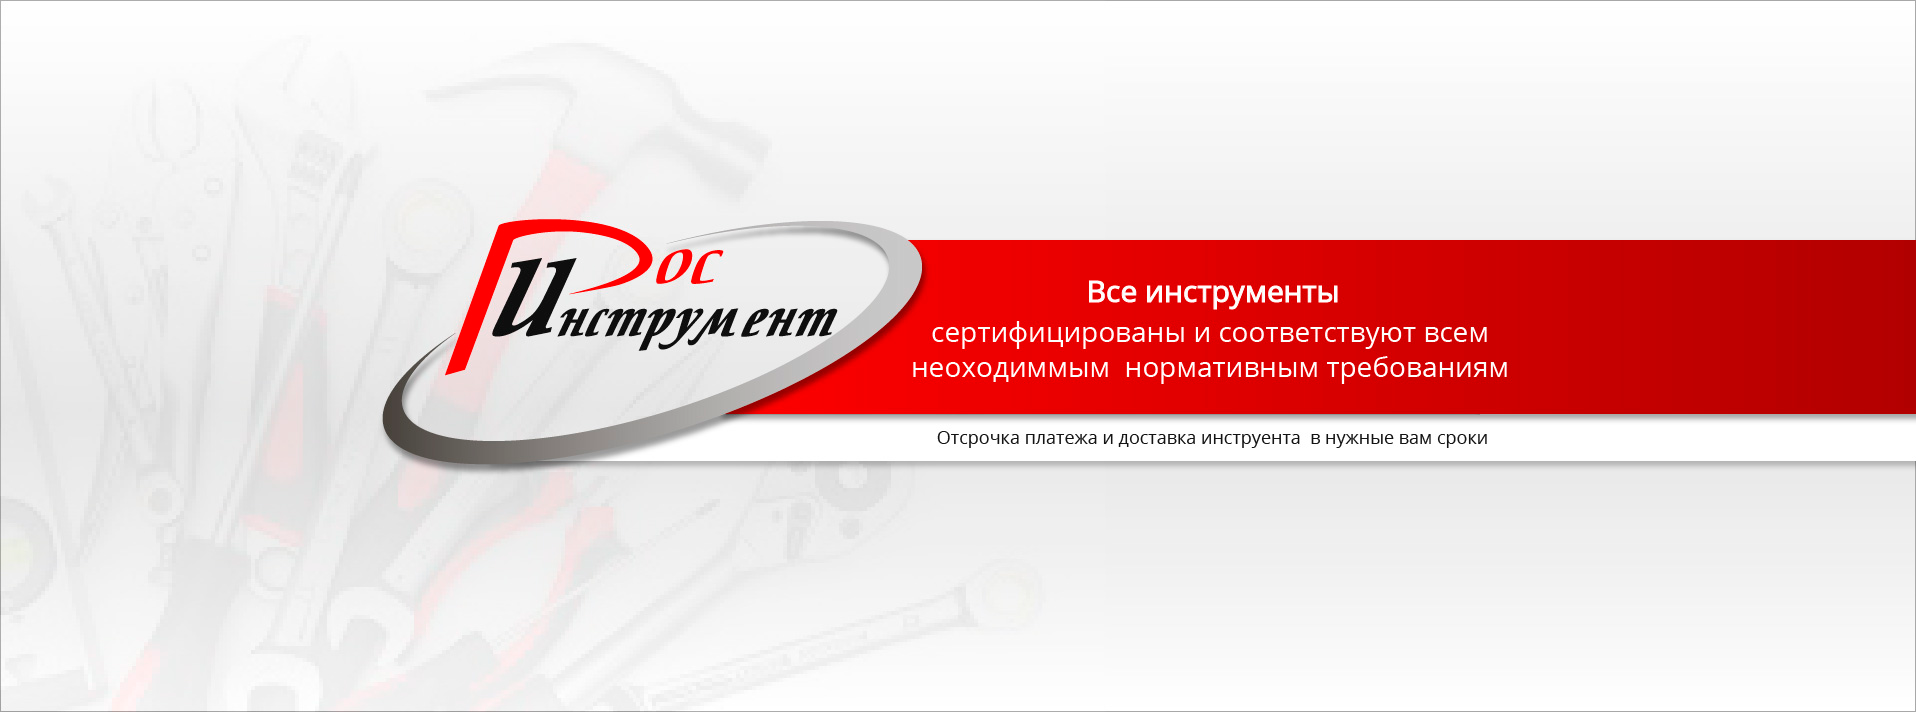 Рос
Инструмент
Все инструменты
сертифицированы и соответствуют всем
неоходиммым нормативным требованиям
Отсрочка платежа и доставка инструента в нужные вам сроки